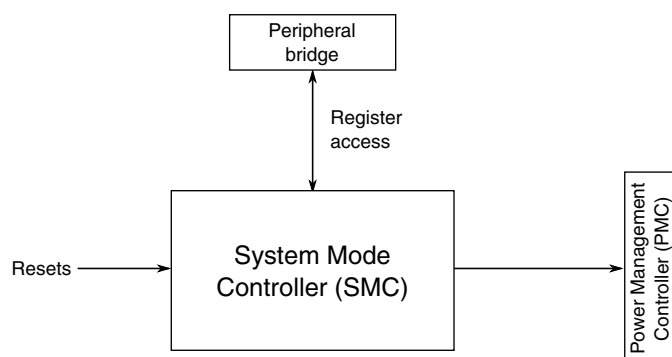 Peripheral
bridge
Register
access
System Mode
Controller (SMC)
Resets
Power Management
Controller (PMC)